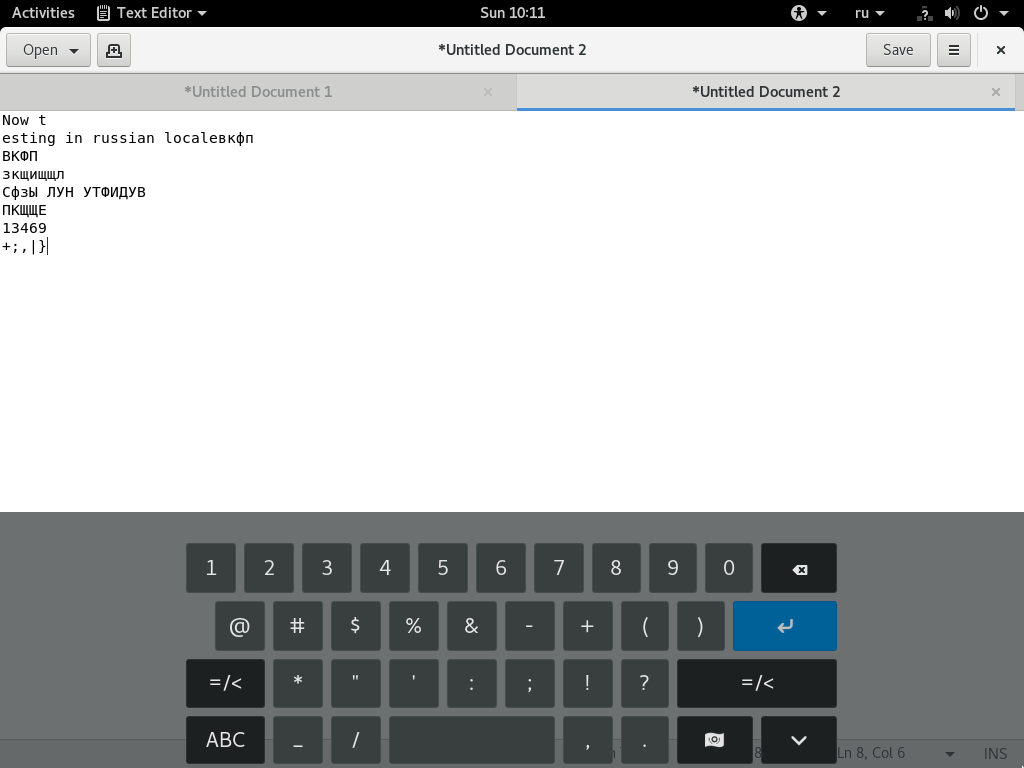 Activities Text Editor Sun 10:11 ru ?
Open *Untitled Document 2 Save
*Untitled Document 1 *Untitled Document 2
Now t
esting in russian localeвкфп
ВКФП
зкщищщл
СфзЫ ЛУН УТФИДУВ
ПКЩЩЕ
13469
+;,|}
1 2 3 4 5 6 7 8 9 0
@ # $ % & - + ( )
=/< * " ' : ; ! ? =/<
ABC _ / , .
Ln 8, Col 6 INS